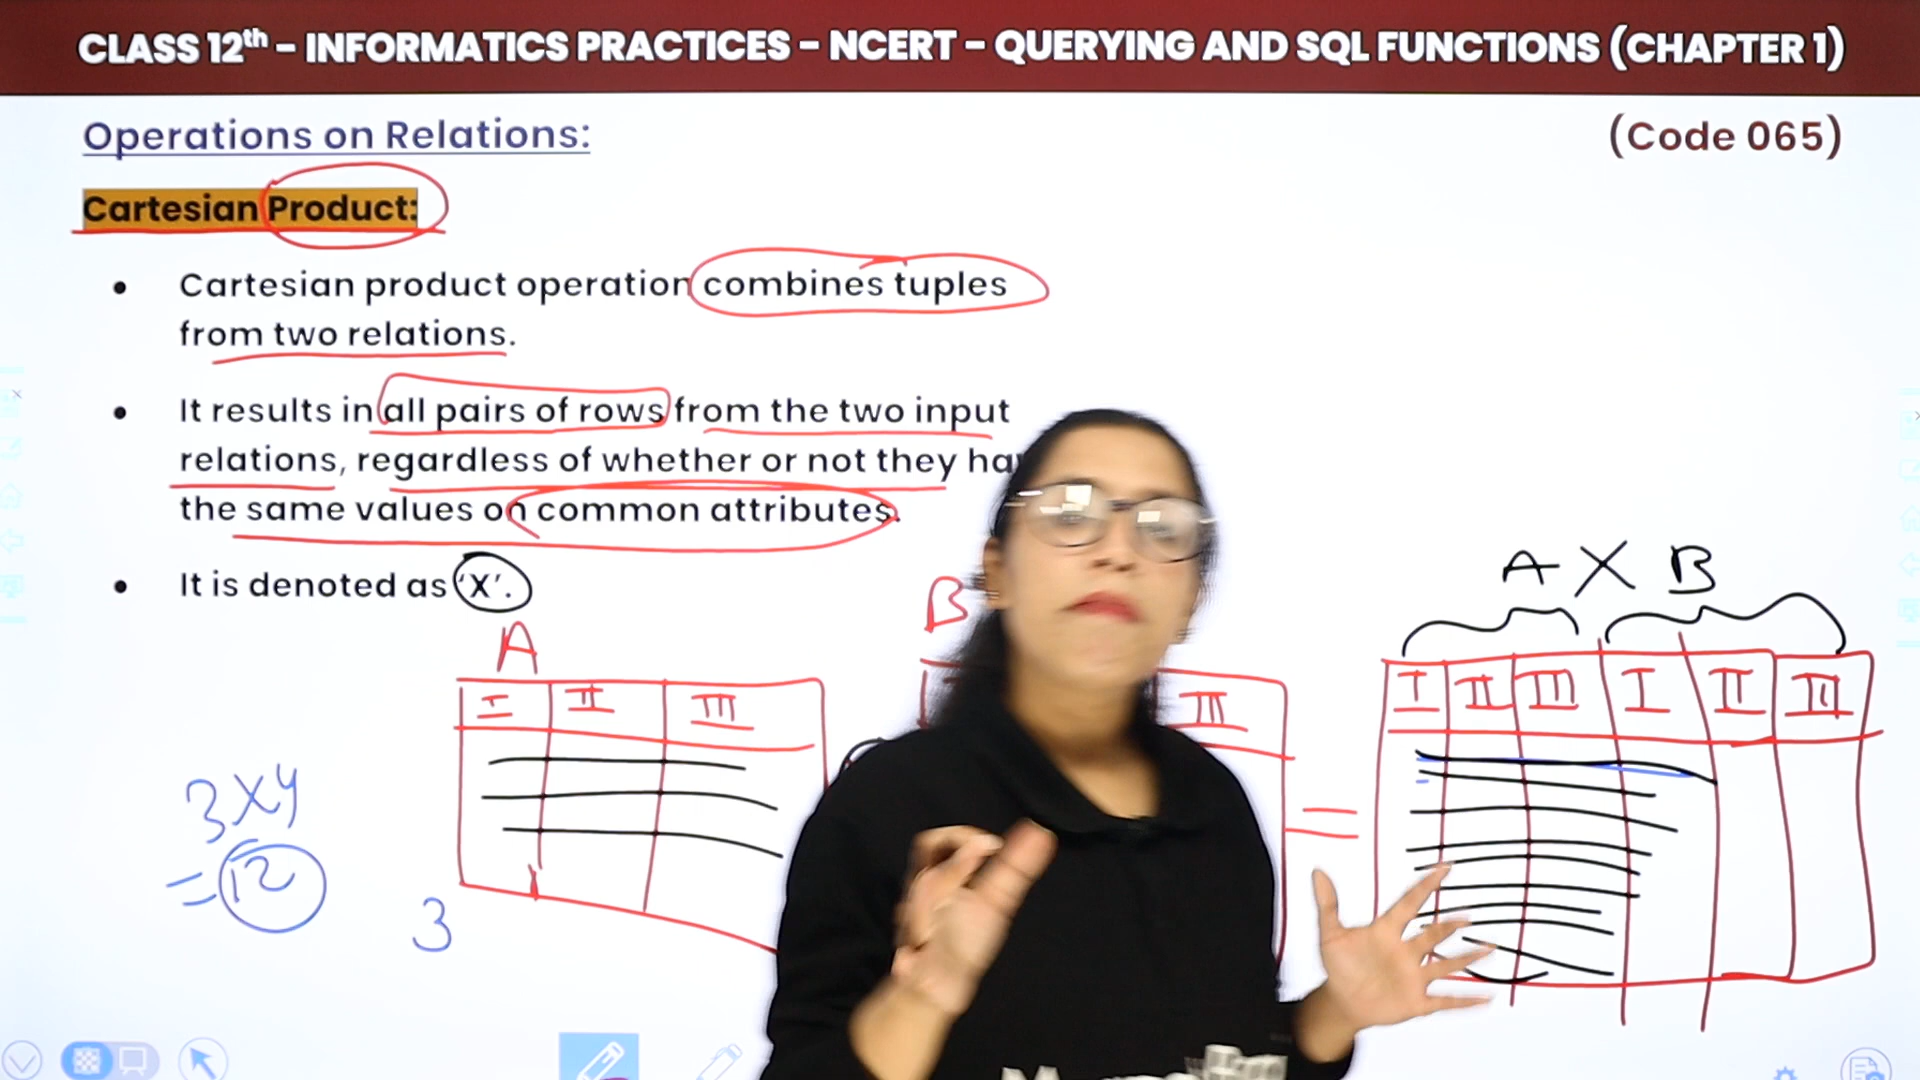 CLASS 12th – INFORMATICS PRACTICES – NCERT – QUERYING AND SQL FUNCTIONS (CHAPTER 1)
Operations on Relations:
(Code 065)
Cartesian Product:
• Cartesian product operation combines tuples
from two relations.
• It results in all pairs of rows from the two input
relations, regardless of whether or not they
the same values on common attributes.
• It is denoted as 'X'.
A X B
A
B
I II III
III
=
I II III I II III
3X4
= 12
3